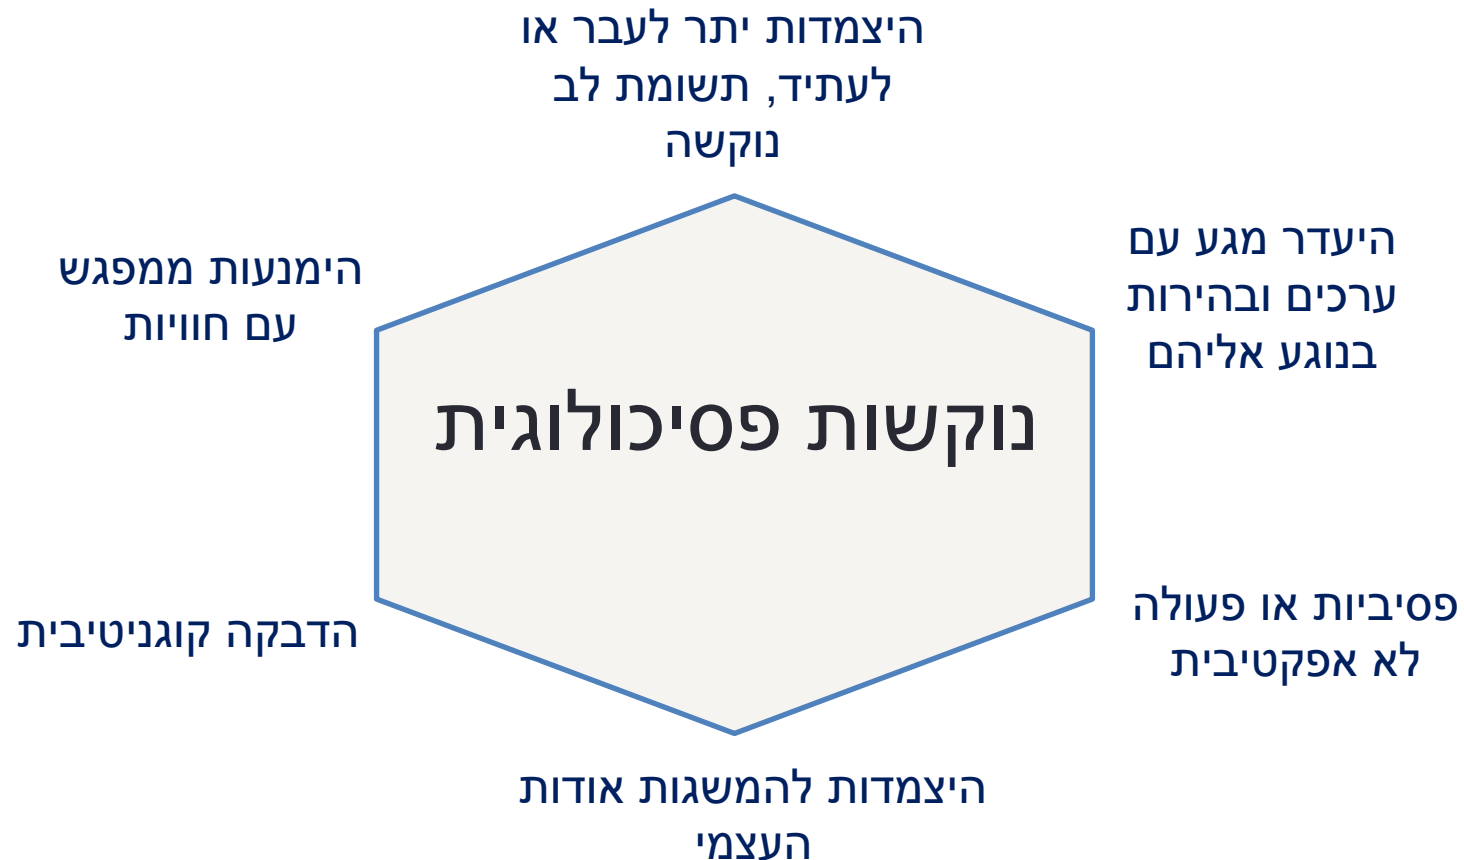 היצמדות יתר לעבר או
לעתיד, תשומת לב
נוקשה
היעדר מגע עם
ערכים ובהירות
בנוגע אליהם
הימנעות ממפגש
עם חוויות
נוקשות פסיכולוגית
פסיביות או פעולה
לא אפקטיבית
הדבקה קוגניטיבית
היצמדות להמשגות אודות
העצמי